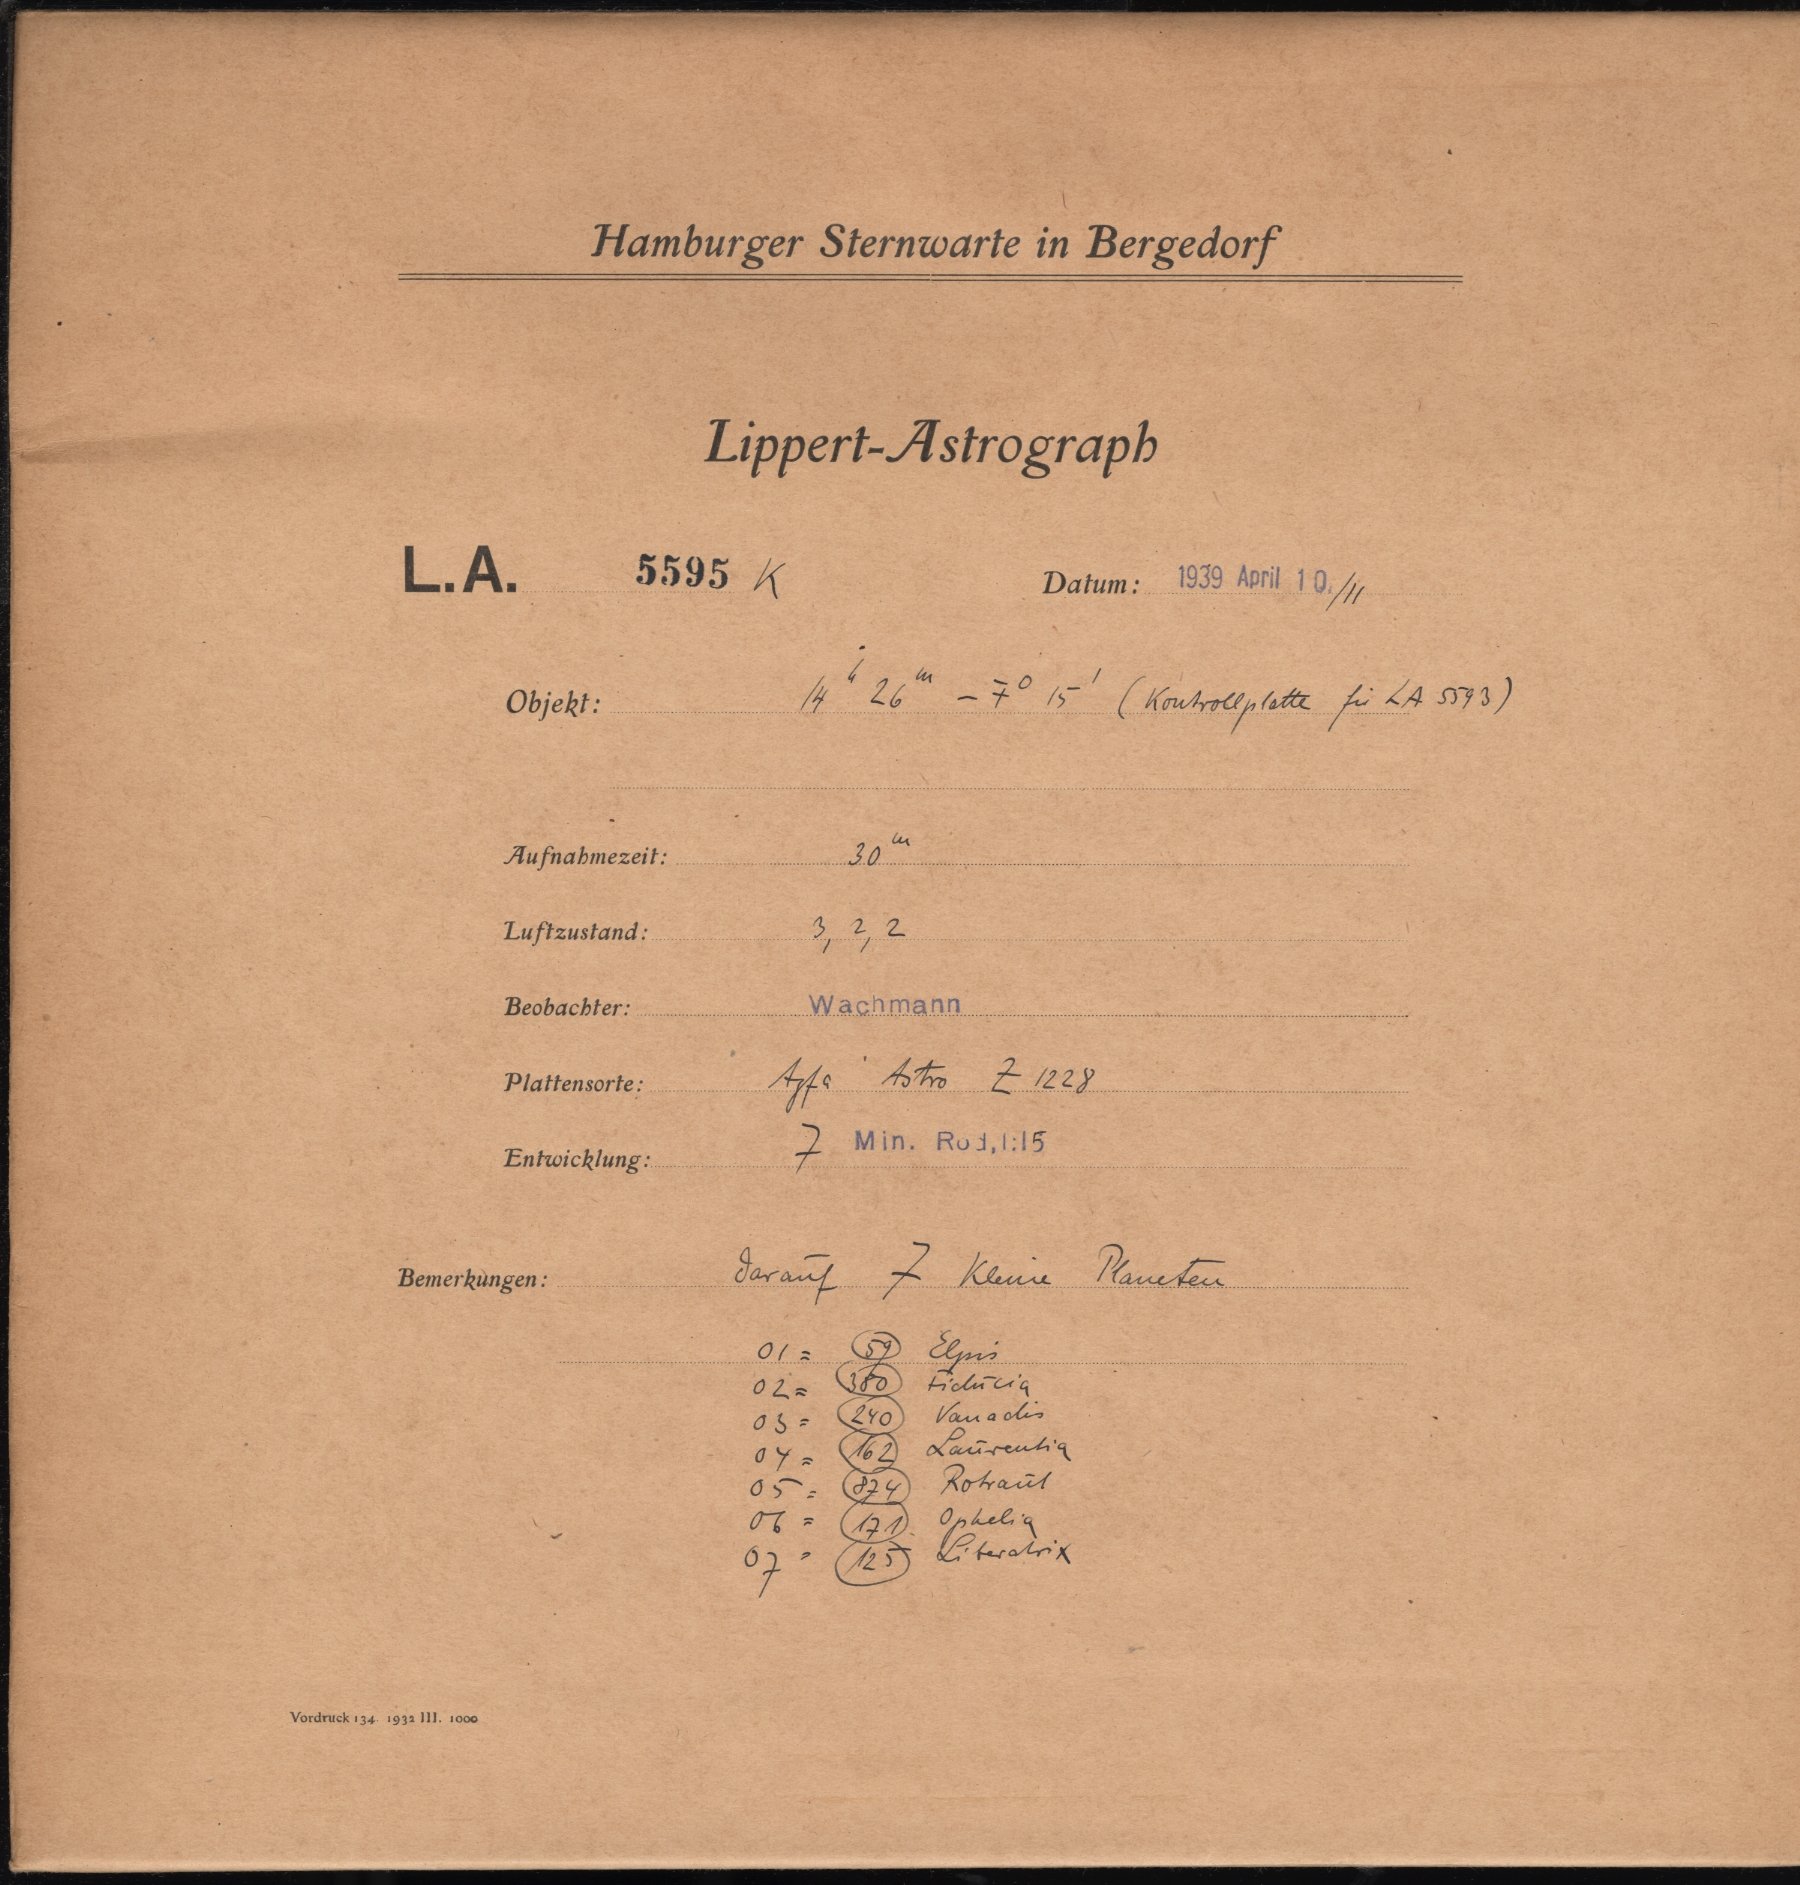 Hamburger Sternwarte in Bergedorf
Lippert-Astrograph
L.A. 5595 K Datum: 1939 April 10./11
Objekt: 14h 26m – 7° 15' (Kontrollplatte für LA 5593)
Aufnahmezeit: 30m
Luftzustand: 3, 2, 2
Beobachter: Wachmann
Plattensorte: Agfa Astro Z 1228
Entwicklung: 7 Min. Rod, 1:15
Bemerkungen: darauf 7 Kleine Planeten
01 = 59 Elpis
02 = 380 Fiducia
03 = 240 Vanadis
04 = 162 Laurentia
05 = 874 Rotraut
06 = 171 Ophelia
07 = 125 Liberatrix
Vordruck 134. 1932 III. 1000